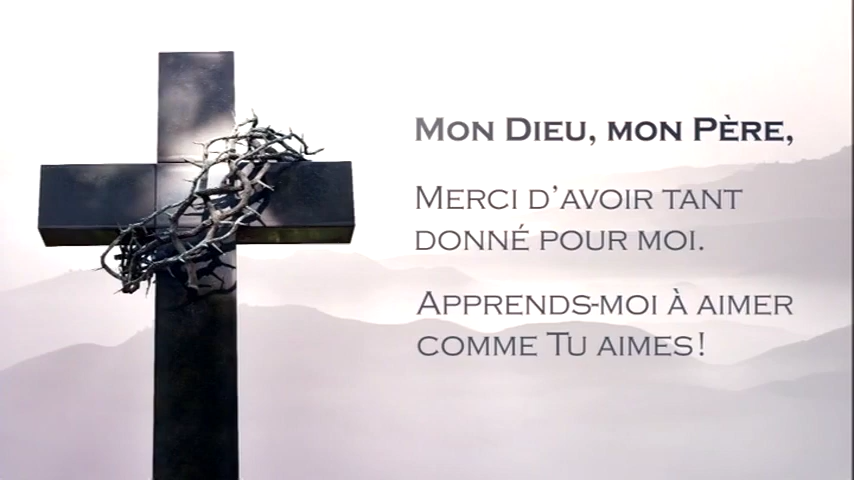 Mon Dieu, mon Père,
Merci d'avoir tant
donné pour moi.
Apprends-moi à aimer
comme Tu aimes !